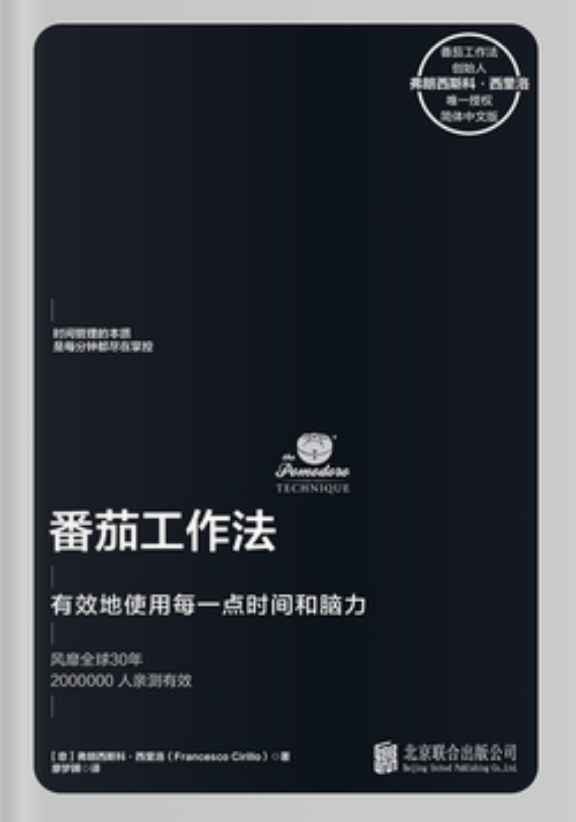 番茄工作法
创始人
弗朗西斯科·西里洛
唯一授权
简体中文版
时间管理的本质
是每分钟都尽在掌控
the
Pomodoro
TECHNIQUE
番茄工作法
有效地使用每一点时间和脑力
风靡全球30年
2000000 人亲测有效
[意] 弗朗西斯科·西里洛 (Francesco Cirillo) ◎著
廖梦骥◎译
北京联合出版公司
Beijing United Publishing Co.,Ltd.